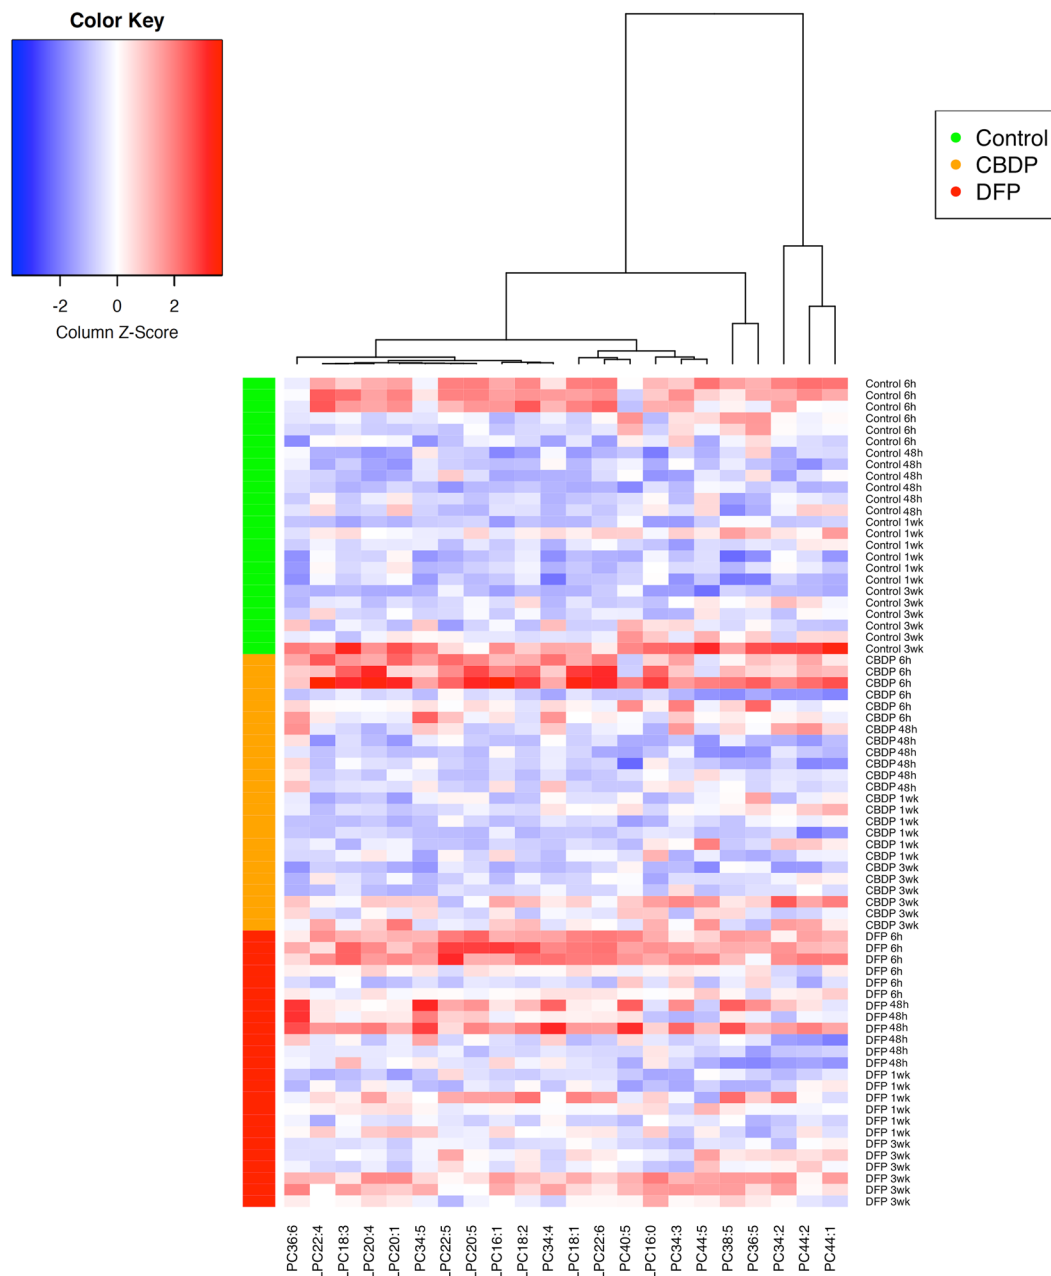 Color Key
-2 0 2
Column Z-Score
Control
CBDP
DFP
Control 6h
Control 6h
Control 6h
Control 6h
Control 6h
Control 6h
Control 48h
Control 48h
Control 48h
Control 48h
Control 48h
Control 48h
Control 1wk
Control 1wk
Control 1wk
Control 1wk
Control 1wk
Control 1wk
Control 3wk
Control 3wk
Control 3wk
Control 3wk
Control 3wk
Control 3wk
CBDP 6h
CBDP 6h
CBDP 6h
CBDP 6h
CBDP 6h
CBDP 6h
CBDP 48h
CBDP 48h
CBDP 48h
CBDP 48h
CBDP 48h
CBDP 48h
CBDP 1wk
CBDP 1wk
CBDP 1wk
CBDP 1wk
CBDP 1wk
CBDP 1wk
CBDP 3wk
CBDP 3wk
CBDP 3wk
CBDP 3wk
CBDP 3wk
CBDP 3wk
DFP 6h
DFP 6h
DFP 6h
DFP 6h
DFP 6h
DFP 6h
DFP 48h
DFP 48h
DFP 48h
DFP 48h
DFP 48h
DFP 48h
DFP 1wk
DFP 1wk
DFP 1wk
DFP 1wk
DFP 1wk
DFP 1wk
DFP 3wk
DFP 3wk
DFP 3wk
DFP 3wk
DFP 3wk
DFP 3wk
PC36:6
_PC22:4
_PC18:3
_PC20:4
_PC20:1
PC34:5
_PC22:5
_PC20:5
_PC16:1
_PC18:2
PC34:4
_PC18:1
_PC22:6
PC40:5
_PC16:0
PC34:3
PC44:5
PC38:5
PC36:5
PC34:2
PC44:2
PC44:1